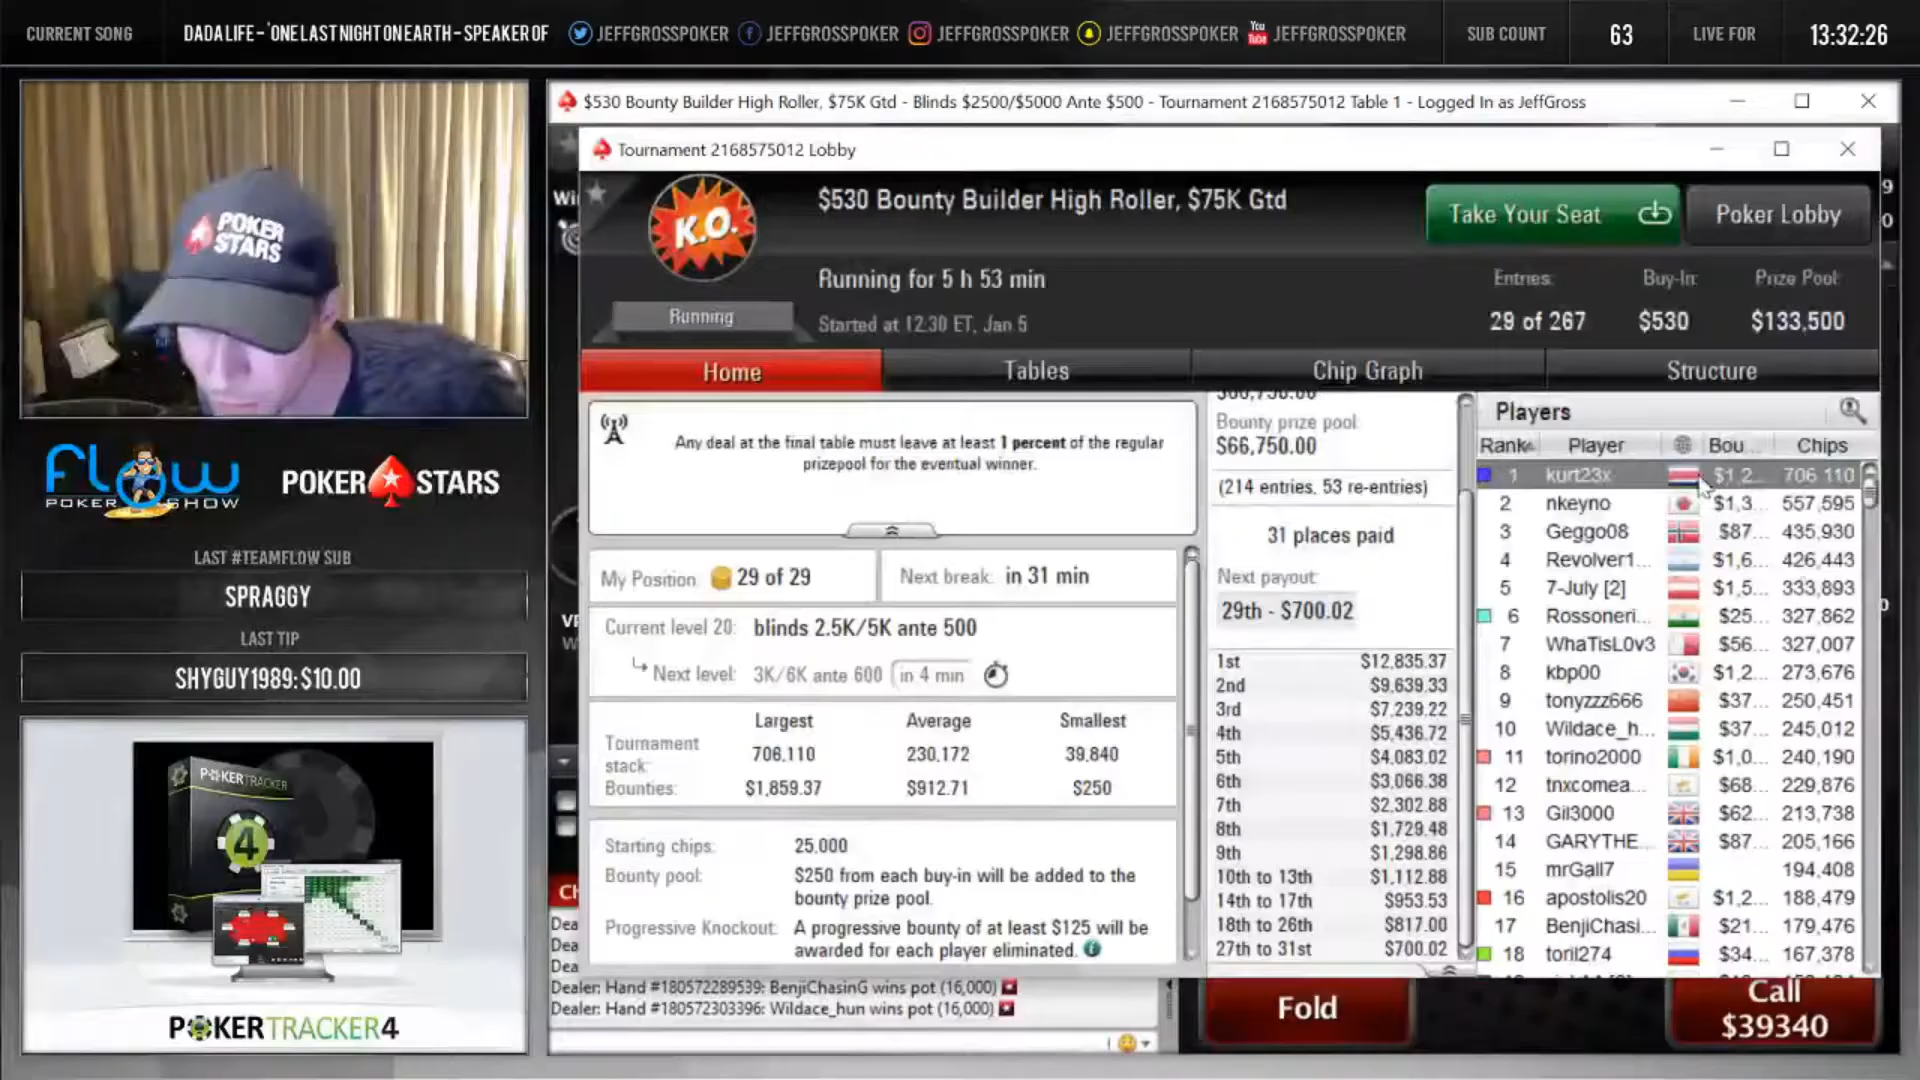 CURRENT SONG
DADA LIFE - 'ONE LAST NIGHT ON EARTH - SPEAKER OF
JEFFGROSSPOKER
JEFFGROSSPOKER
JEFFGROSSPOKER
JEFFGROSSPOKER
You Tube
JEFFGROSSPOKER
SUB COUNT
63
LIVE FOR
13:32:26
POKER STARS
FLOW
POKER SHOW
POKER STARS
LAST #TEAMFLOW SUB
SPRAGGY
LAST TIP
SHYGUY1989: $10.00
POKERTRACKER
4
POKERTRACKER4
$530 Bounty Builder High Roller, $75K Gtd - Blinds $2500/$5000 Ante $500 - Tournament 2168575012 Table 1 - Logged In as JeffGross
Tournament 2168575012 Lobby
K.O.
$530 Bounty Builder High Roller, $75K Gtd
Take Your Seat
Poker Lobby
Running for 5 h 53 min
Entries:
Buy-In:
Prize Pool:
Running
Started at 12.30 ET, Jan 5
29 of 267
$530
$133,500
Home
Tables
Chip Graph
Structure
Any deal at the final table must leave at least 1 percent of the regular
prizepool for the eventual winner.
My Position:
29 of 29
Next break:
in 31 min
Current level 20:
blinds 2.5K/5K ante 500
Next level:
3K/6K ante 600
in 4 min
Largest
Average
Smallest
Tournament stack:
706,110
230,172
39,840
Bounties:
$1,859.37
$912.71
$250
Starting chips:
25,000
Bounty pool:
$250 from each buy-in will be added to the
bounty prize pool.
Progressive Knockout:
A progressive bounty of at least $125 will be
awarded for each player eliminated.
Bounty prize pool:
$66,750.00
(214 entries, 53 re-entries)
31 places paid
Next payout:
29th - $700.02
1st $12,835.37
2nd $9,639.33
3rd $7,239.22
4th $5,436.72
5th $4,083.02
6th $3,066.38
7th $2,302.88
8th $1,729.48
9th $1,298.86
10th to 13th $1,112.88
14th to 17th $953.53
18th to 26th $817.00
27th to 31st $700.02
Players
Rank Player Bou... Chips
1 kurt23x $1,2... 706 110
2 nkeyno $1,3... 557,595
3 Geggo08 $87... 435,930
4 Revolver1... $1,6... 426,443
5 7-July [2] $1,5... 333,893
6 Rossoneri... $25... 327,862
7 WhaTisL0v3 $56... 327,007
8 kbp00 $1,2... 273,676
9 tonyzzz666 $37... 250,451
10 Wildace_h... $37... 245,012
11 torino2000 $1,0... 240,190
12 tnxcomea... $68... 229,876
13 Gil3000 $62... 213,738
14 GARYTHE... $87... 205,166
15 mrGall7 194,408
16 apostolis20 $1,2... 188,479
17 BenjiChasi... $21... 179,476
18 toril274 $34... 167,378
Dea
Dea
Dea
Dealer: Hand #180572289539: BenjiChasinG wins pot (16,000)
Dealer: Hand #180572303396: Wildace_hun wins pot (16,000)
Fold
Call
$39340